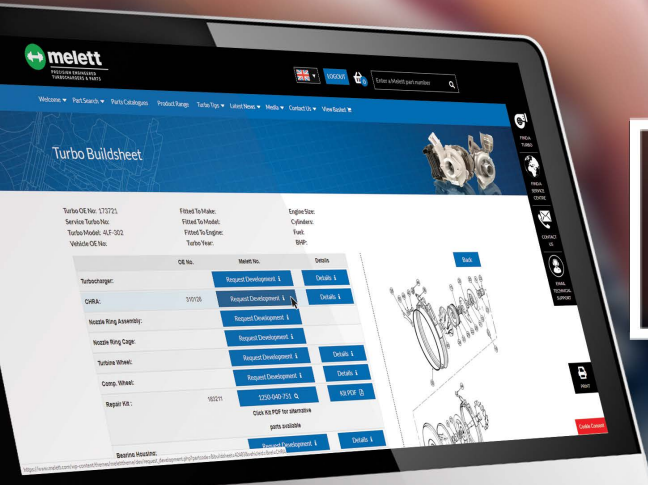 melett
PRECISION ENGINEERED
TURBOCHARGERS & PARTS
LOGOUT
0
Enter a Melett part number
Welcome Part Search Parts Catalogues Product Range Turbo Tips Latest News Media Contact Us View Basket
Turbo Buildsheet
FIND A
TURBO
FIND A
SERVICE
CENTRE
CONTACT
US
EMAIL
TECHNICAL
SUPPORT
PRINT
Cookie Consent
Turbo OE No: 173721 Fitted To Make: Engine Size:
Service Turbo No: Fitted To Model: Cylinders:
Turbo Model: 4LF-302 Fitted To Engine: Fuel:
Vehicle OE No: Turbo Year: BHP:
OE No. Melett No. Details
Back
Turbocharger: Request Development i Details i
CHRA: 310128 Request Development i Details i
Nozzle Ring Assembly: Request Development i
Nozzle Ring Cage: Request Development i
Turbine Wheel: Request Development i Details i
Comp. Wheel: Request Development i Details i
Repair Kit : 183211 1250-040-751 Kit PDF
Click Kit PDF for alternative
parts available
Bearing Housing: Request Development i Details i